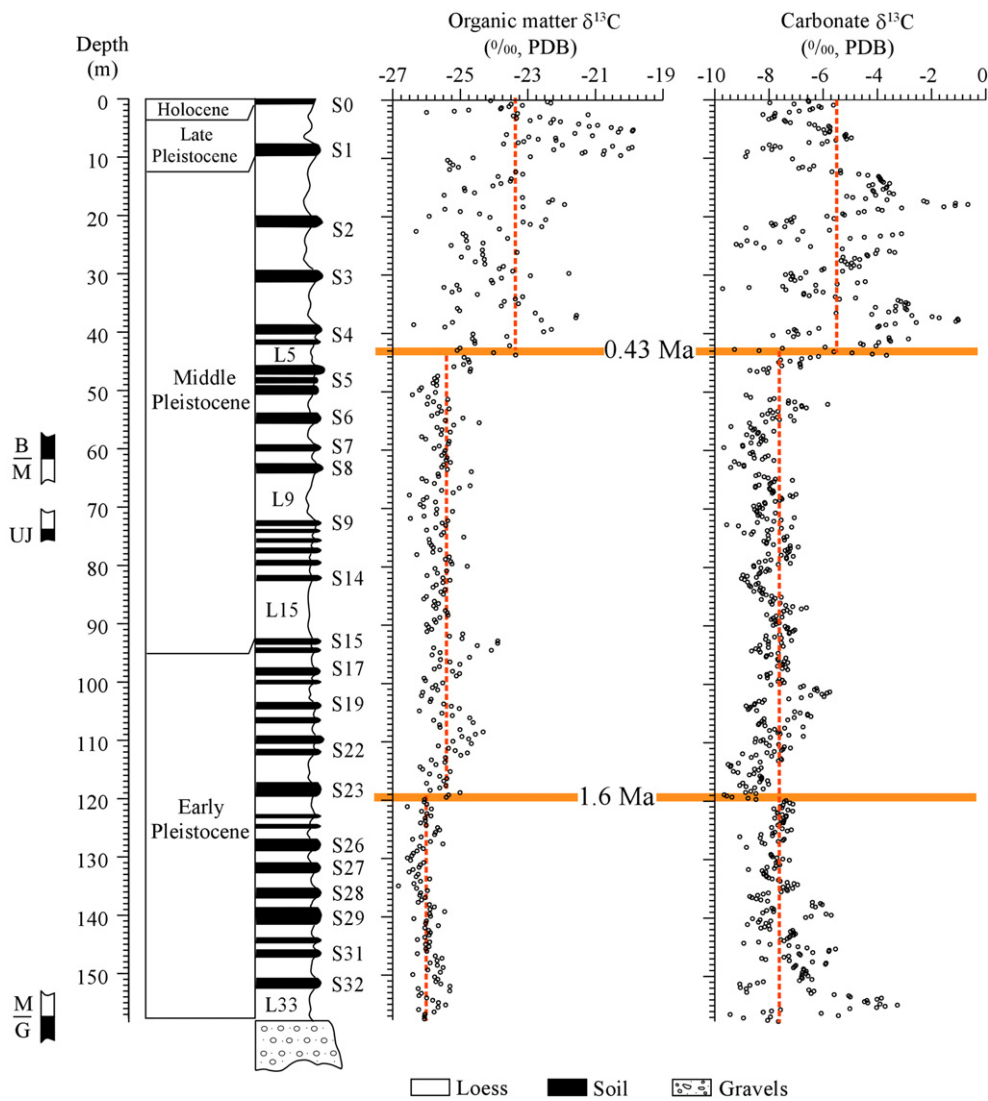 Organic matter δ¹³C
(⁰/₀₀, PDB)
Carbonate δ¹³C
(⁰/₀₀, PDB)
Depth
(m)
-27 -25 -23 -21 -19
-10 -8 -6 -4 -2 0
0
10
20
30
40
50
60
70
80
90
100
110
120
130
140
150
Holocene
Late
Pleistocene
Middle
Pleistocene
Early
Pleistocene
B
M
UJ
M
G
S0
S1
S2
S3
S4
L5
S5
S6
S7
S8
L9
S9
S14
L15
S15
S17
S19
S22
S23
S26
S27
S28
S29
S31
S32
L33
0.43 Ma
1.6 Ma
Loess
Soil
Gravels